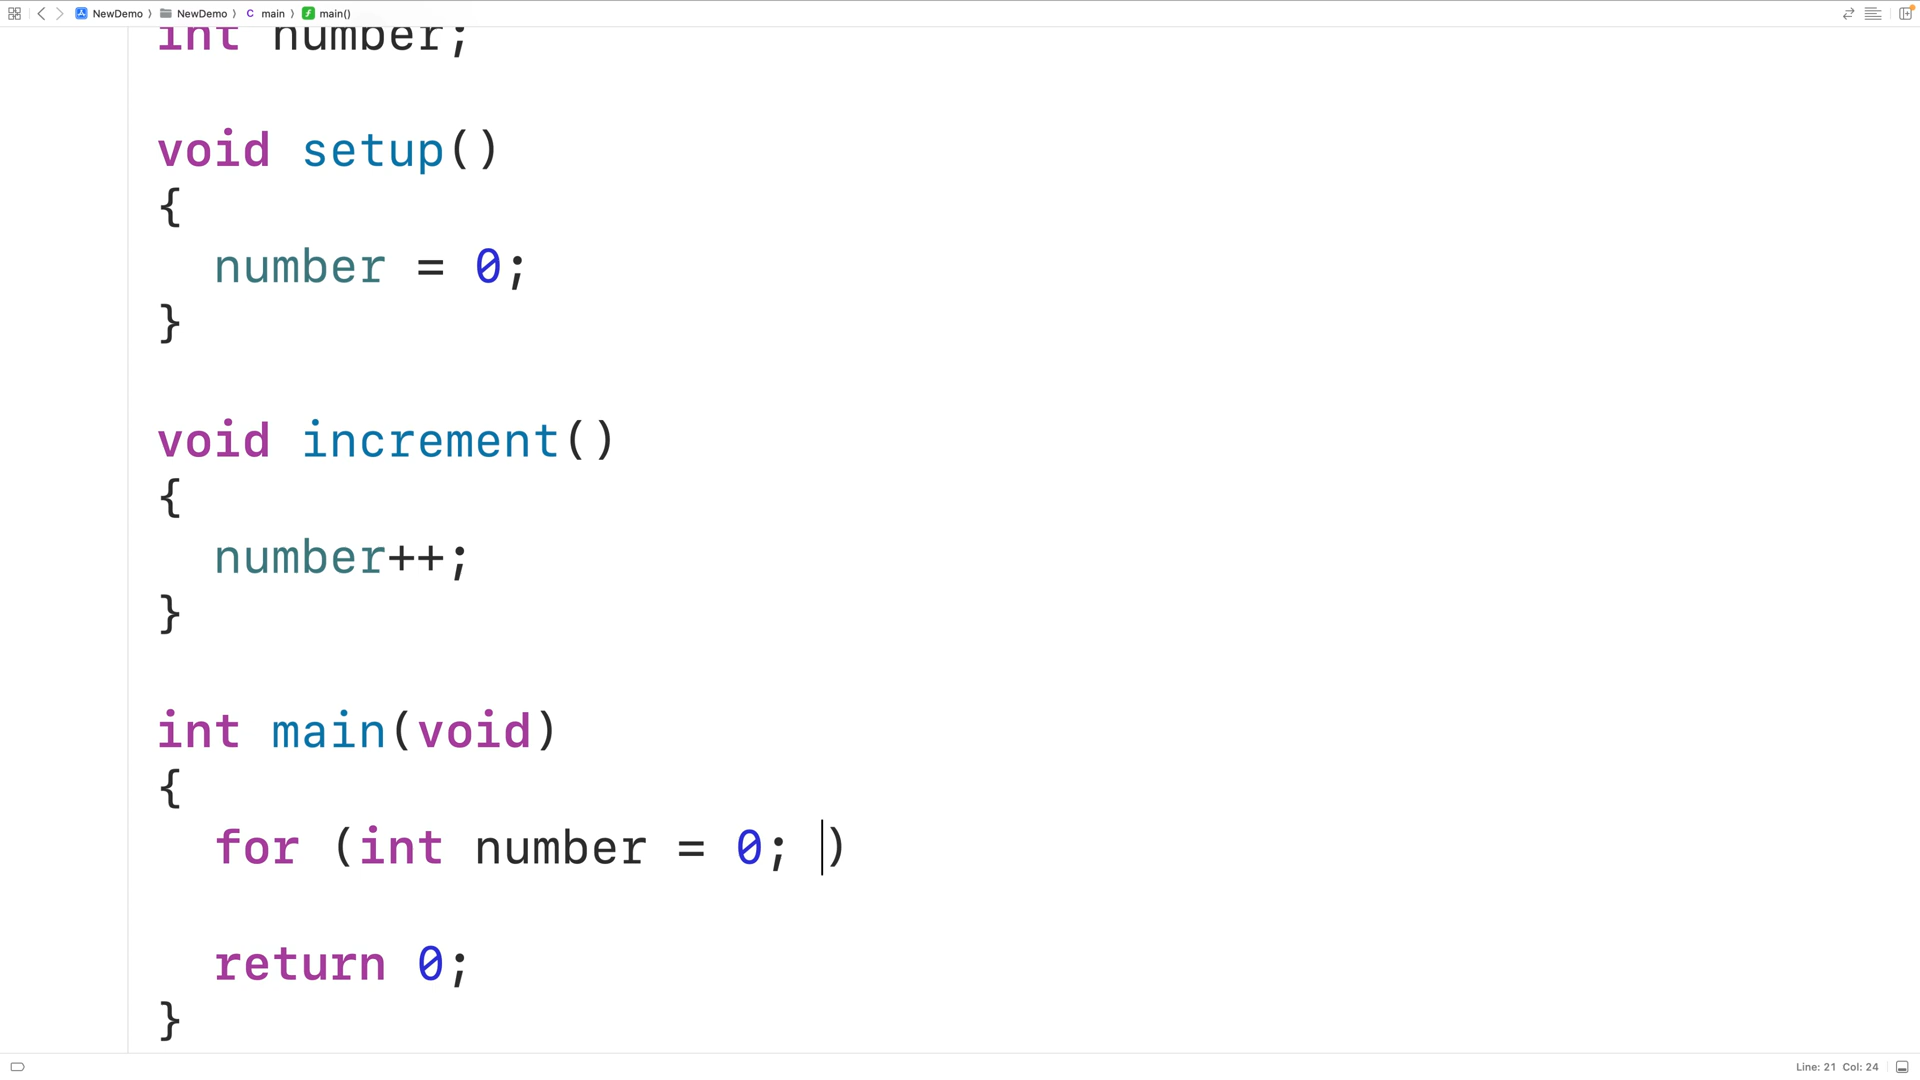 NewDemo 〉 NewDemo 〉 C main 〉 f main()
int number;
void setup()
{
number = 0;
}
void increment()
{
number++;
}
int main(void)
{
for (int number = 0; )
return 0;
}
Line: 21 Col: 24